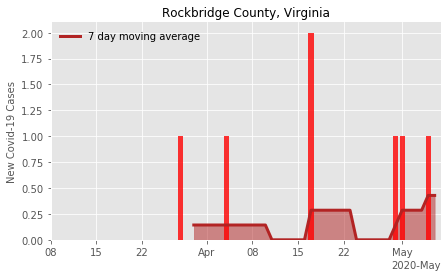 Rockbridge County, Virginia
7 day moving average
New Covid-19 Cases
2.00
1.75
1.50
1.25
1.00
0.75
0.50
0.25
0.00
08 15 22 Apr 08 15 22 May
2020-May